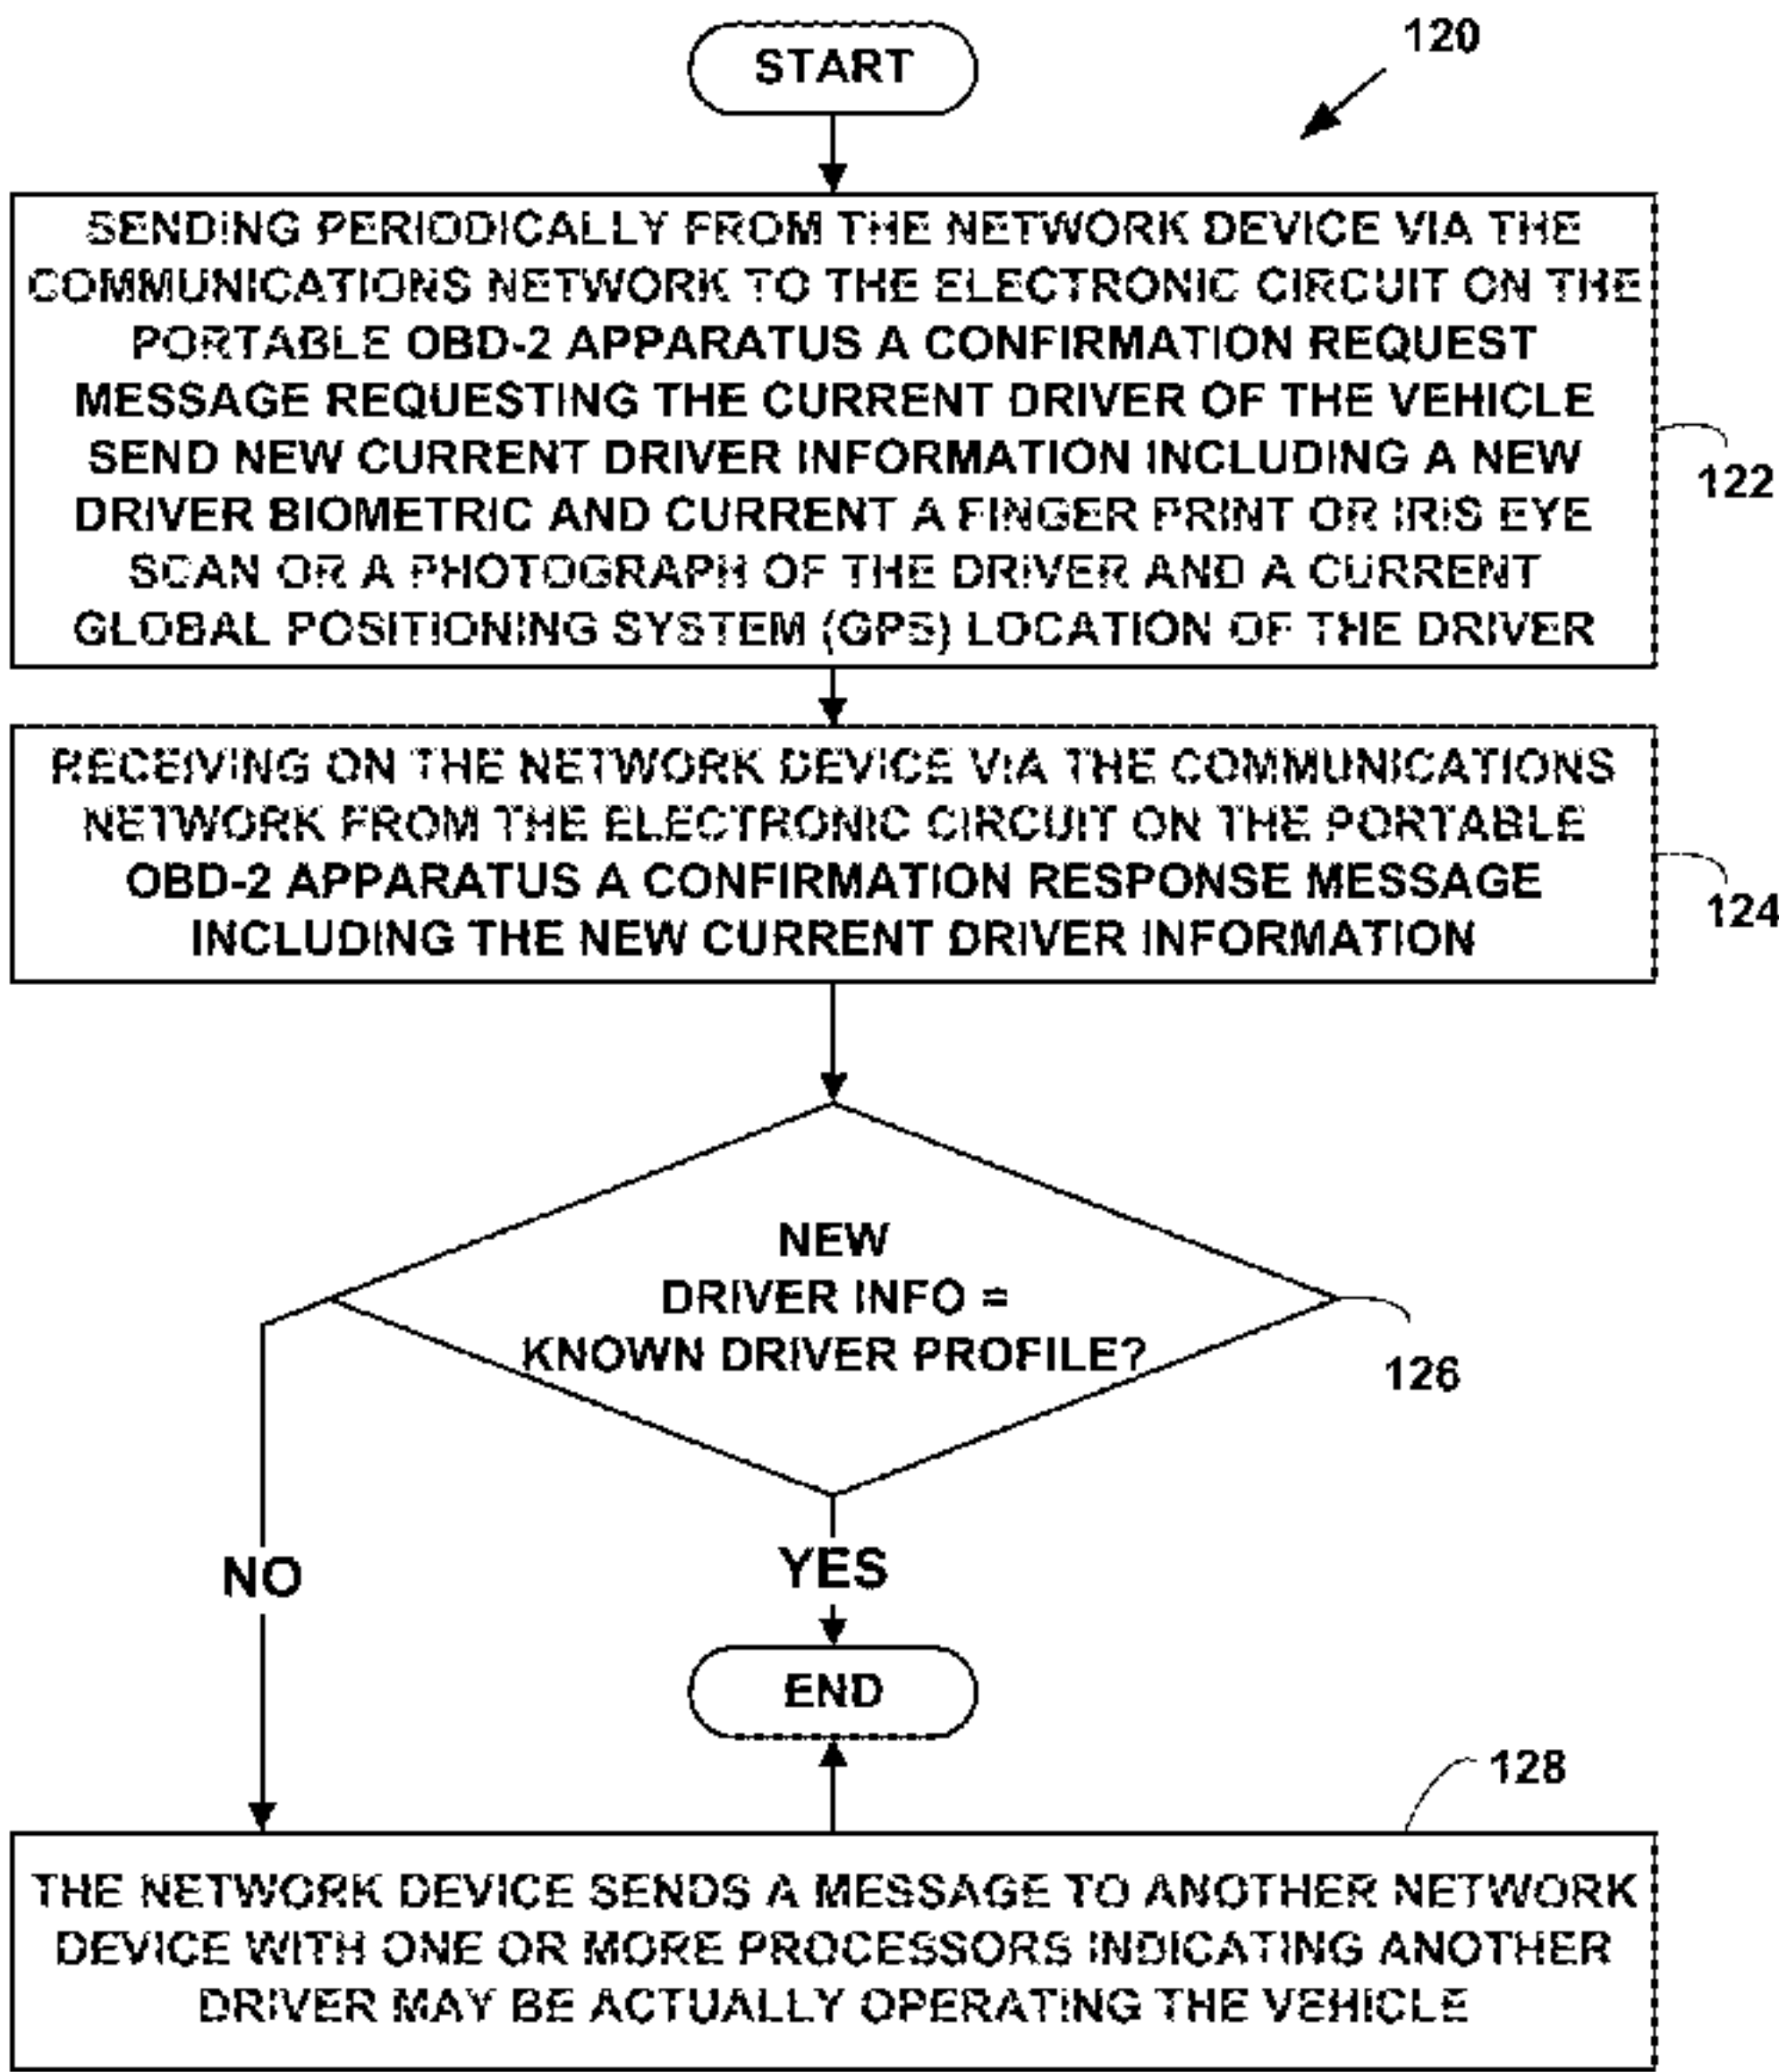 START
120
SENDING PERIODICALLY FROM THE NETWORK DEVICE VIA THE
COMMUNICATIONS NETWORK TO THE ELECTRONIC CIRCUIT ON THE
PORTABLE OBD-2 APPARATUS A CONFIRMATION REQUEST
MESSAGE REQUESTING THE CURRENT DRIVER OF THE VEHICLE
SEND NEW CURRENT DRIVER INFORMATION INCLUDING A NEW
DRIVER BIOMETRIC AND CURRENT A FINGER PRINT OR IRIS EYE
SCAN OR A PHOTOGRAPH OF THE DRIVER AND A CURRENT
GLOBAL POSITIONING SYSTEM (GPS) LOCATION OF THE DRIVER
122
RECEIVING ON THE NETWORK DEVICE VIA THE COMMUNICATIONS
NETWORK FROM THE ELECTRONIC CIRCUIT ON THE PORTABLE
OBD-2 APPARATUS A CONFIRMATION RESPONSE MESSAGE
INCLUDING THE NEW CURRENT DRIVER INFORMATION
124
NEW
DRIVER INFO =
KNOWN DRIVER PROFILE?
126
NO
YES
END
128
THE NETWORK DEVICE SENDS A MESSAGE TO ANOTHER NETWORK
DEVICE WITH ONE OR MORE PROCESSORS INDICATING ANOTHER
DRIVER MAY BE ACTUALLY OPERATING THE VEHICLE